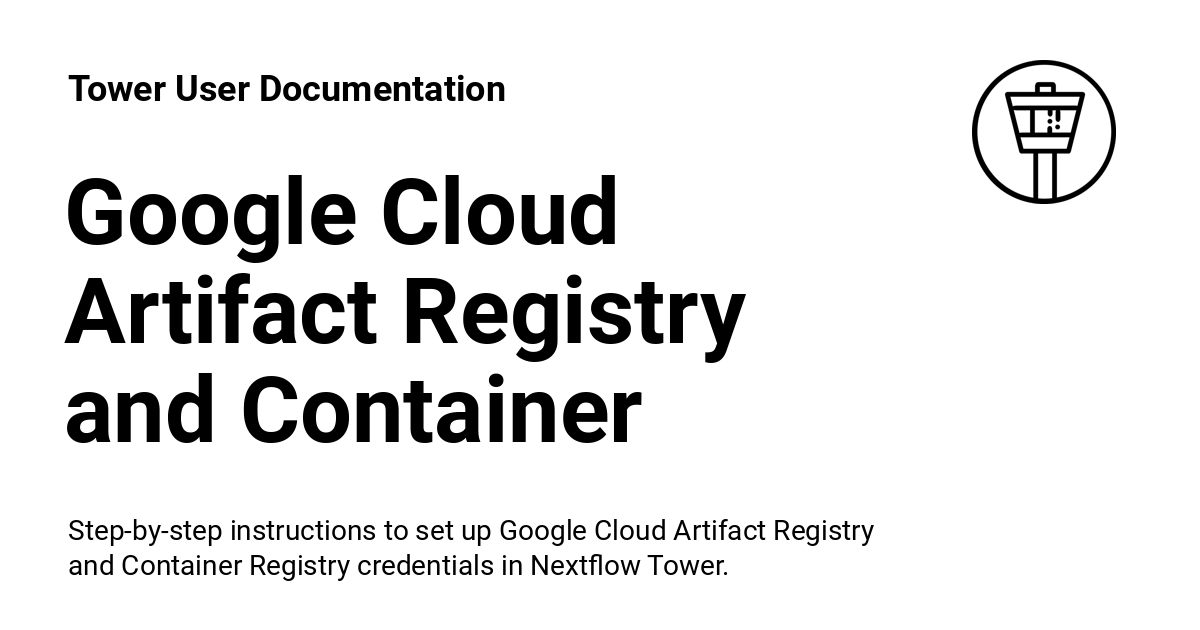 Tower User Documentation
Google Cloud
Artifact Registry
and Container
Step-by-step instructions to set up Google Cloud Artifact Registry
and Container Registry credentials in Nextflow Tower.